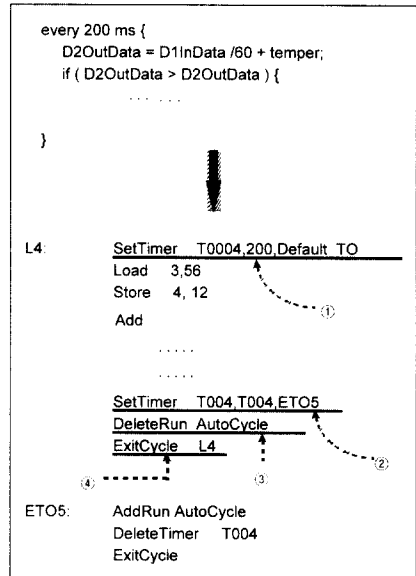 every 200 ms {
D2OutData = D1InData /60 + temper;
if ( D2OutData > D2OutData ) {
. . . . .
}
L4: SetTimer T0004,200,Default TO
Load 3,56
Store 4, 12
Add
①
. . . . .
. . . . .
SetTimer T004,T004,ETO5
DeleteRun AutoCycle
ExitCycle L4
②
③
④
ETO5: AddRun AutoCycle
DeleteTimer T004
ExitCycle